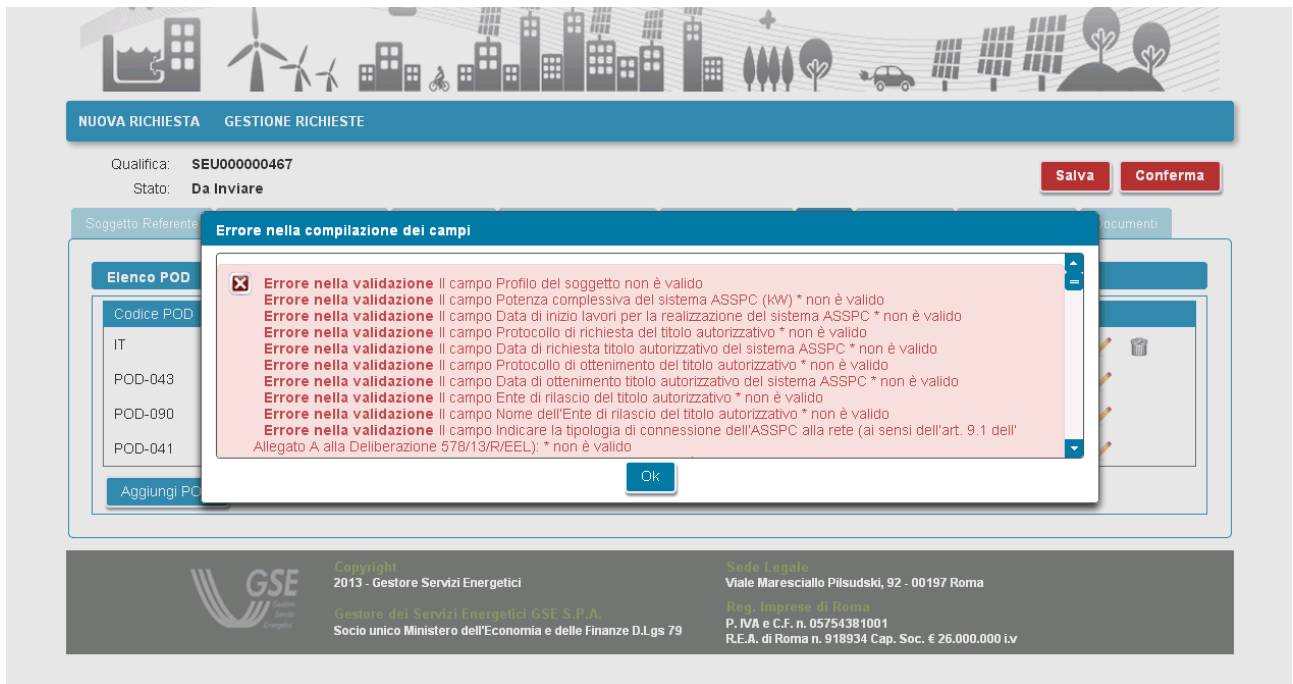 NUOVA RICHIESTA GESTIONE RICHIESTE
Qualifica: SEU000000467
Stato: Da Inviare
Salva Conferma
Soggetto Referente
Documenti
Errore nella compilazione dei campi
Elenco POD
Codice POD
IT
POD-043
POD-090
POD-041
Aggiungi PO
Errore nella validazione Il campo Profilo del soggetto non è valido
Errore nella validazione Il campo Potenza complessiva del sistema ASSPC (kW) * non è valido
Errore nella validazione Il campo Data di inizio lavori per la realizzazione del sistema ASSPC * non è valido
Errore nella validazione Il campo Protocollo di richiesta del titolo autorizzativo * non è valido
Errore nella validazione Il campo Data di richiesta titolo autorizzativo del sistema ASSPC * non è valido
Errore nella validazione Il campo Protocollo di ottenimento del titolo autorizzativo * non è valido
Errore nella validazione Il campo Data di ottenimento titolo autorizzativo del sistema ASSPC * non è valido
Errore nella validazione Il campo Ente di rilascio del titolo autorizzativo * non è valido
Errore nella validazione Il campo Nome dell'Ente di rilascio del titolo autorizzativo * non è valido
Errore nella validazione Il campo Indicare la tipologia di connessione dell'ASSPC alla rete (ai sensi dell'art. 9.1 dell'
Allegato A alla Deliberazione 578/13/R/EEL): * non è valido
Ok
GSE
Gestore
Servizi
Energetici
Copyright
2013 - Gestore Servizi Energetici
Gestore dei Servizi Energetici GSE S.P.A.
Socio unico Ministero dell'Economia e delle Finanze D.Lgs 79
Sede Legale
Viale Maresciallo Pilsudski, 92 - 00197 Roma
Reg. Imprese di Roma
P. IVA e C.F. n. 05754381001
R.E.A. di Roma n. 918934 Cap. Soc. € 26.000.000 i.v